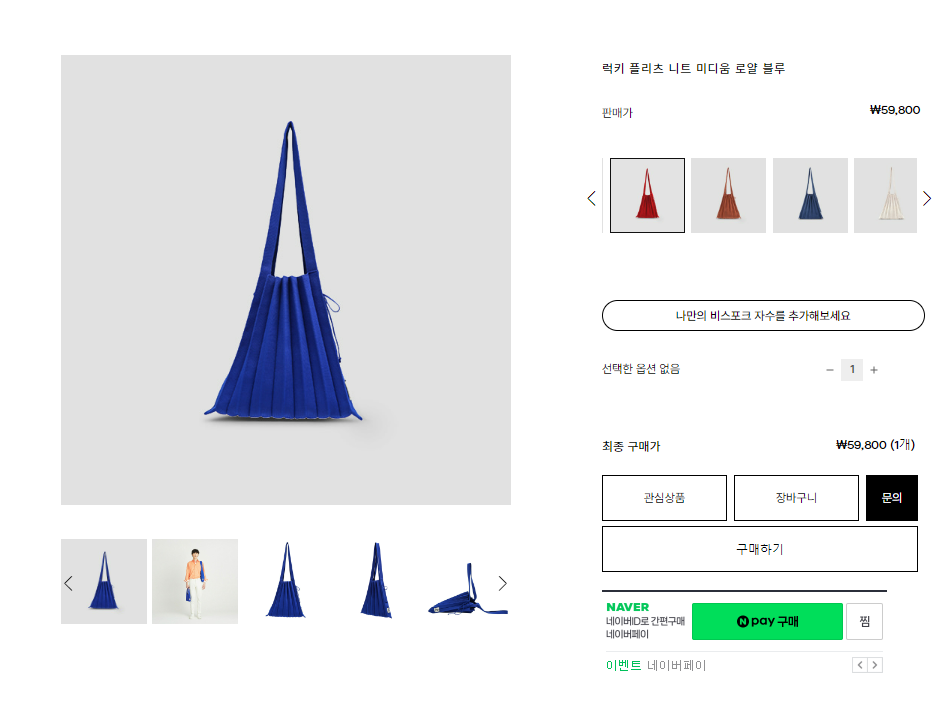 럭키 플리츠 니트 미디움 로얄 블루
판매가 ₩59,800
나만의 비스포크 자수를 추가해보세요
선택한 옵션 없음 − 1 +
최종 구매가 ₩59,800 (1개)
관심상품 장바구니 문의
구매하기
NAVER
네이버ID로 간편구매
네이버페이
N pay 구매 찜
이벤트 네이버페이